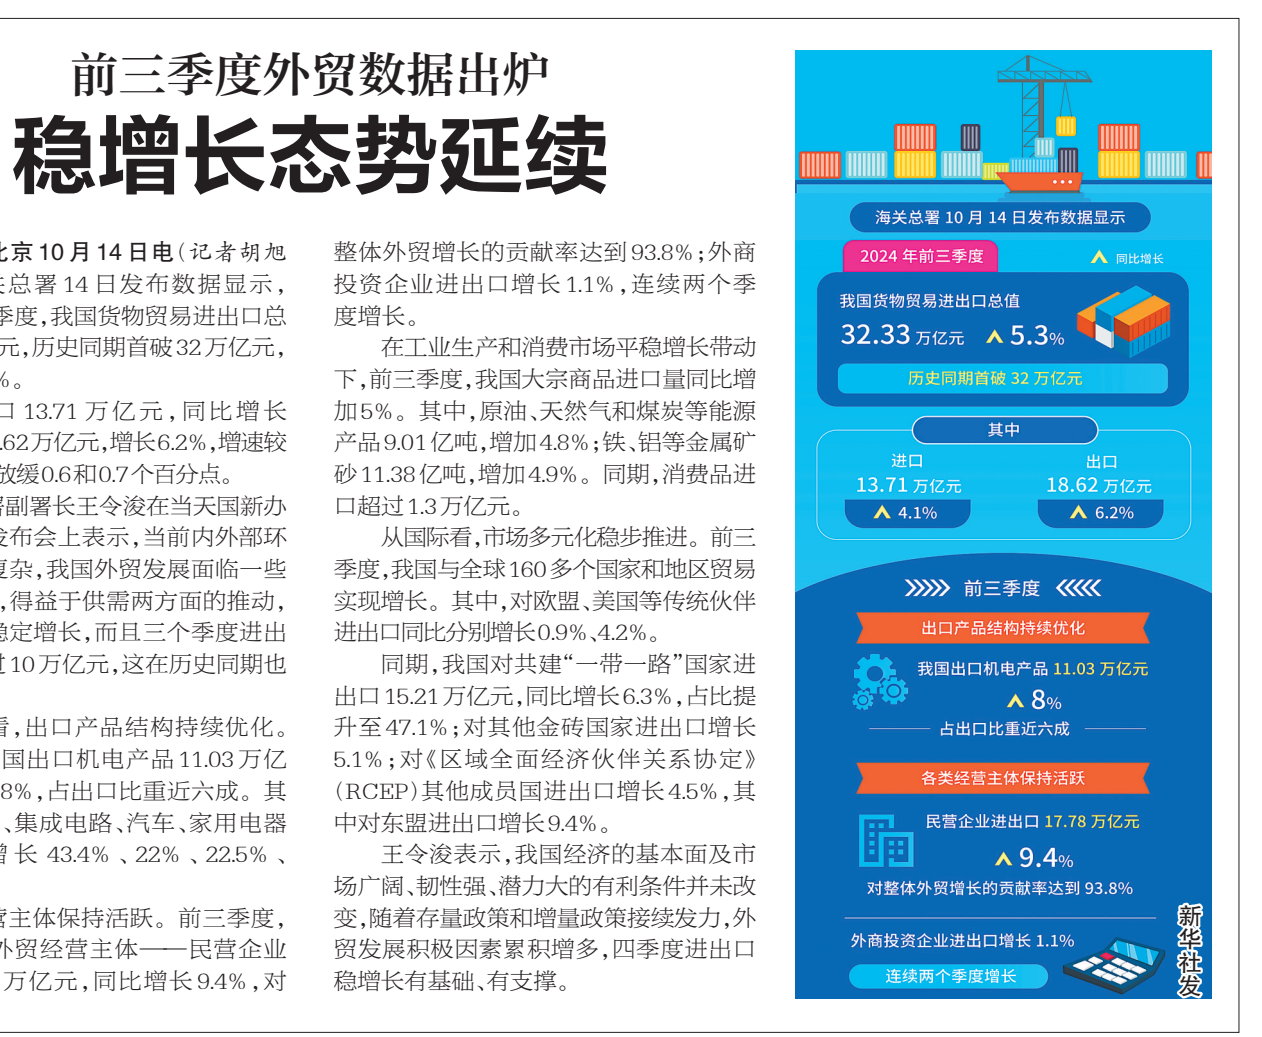 前三季度外贸数据出炉
稳增长态势延续
北京10月14日电(记者胡旭
关总署14日发布数据显示,
季度,我国货物贸易进出口总
元,历史同期首破32万亿元,
%。
口13.71万亿元,同比增长
.62万亿元,增长6.2%,增速较
放缓0.6和0.7个百分点。
署副署长王令浚在当天国新办
发布会上表示,当前内外部环
复杂,我国外贸发展面临一些
,得益于供需两方面的推动,
稳定增长,而且三个季度进出
过10万亿元,这在历史同期也
看,出口产品结构持续优化。
国出口机电产品11.03万亿
8%,占出口比重近六成。其
、集成电路、汽车、家用电器
增长43.4%、22%、22.5%、
营主体保持活跃。前三季度,
外贸经营主体——民营企业
万亿元,同比增长9.4%,对
整体外贸增长的贡献率达到93.8%;外商
投资企业进出口增长1.1%,连续两个季
度增长。
在工业生产和消费市场平稳增长带动
下,前三季度,我国大宗商品进口量同比增
加5%。其中,原油、天然气和煤炭等能源
产品9.01亿吨,增加4.8%;铁、铝等金属矿
砂11.38亿吨,增加4.9%。同期,消费品进
口超过1.3万亿元。
从国际看,市场多元化稳步推进。前三
季度,我国与全球160多个国家和地区贸易
实现增长。其中,对欧盟、美国等传统伙伴
进出口同比分别增长0.9%、4.2%。
同期,我国对共建“一带一路”国家进
出口15.21万亿元,同比增长6.3%,占比提
升至47.1%;对其他金砖国家进出口增长
5.1%;对《区域全面经济伙伴关系协定》
(RCEP)其他成员国进出口增长4.5%,其
中对东盟进出口增长9.4%。
王令浚表示,我国经济的基本面及市
场广阔、韧性强、潜力大的有利条件并未改
变,随着存量政策和增量政策接续发力,外
贸发展积极因素累积增多,四季度进出口
稳增长有基础、有支撑。
海关总署10月14日发布数据显示
2024年前三季度
同比增长
我国货物贸易进出口总值
32.33万亿元 5.3%
历史同期首破32万亿元
其中
进口
13.71万亿元
4.1%
出口
18.62万亿元
6.2%
前三季度
出口产品结构持续优化
我国出口机电产品11.03万亿元
8%
占出口比重近六成
各类经营主体保持活跃
民营企业进出口17.78万亿元
9.4%
对整体外贸增长的贡献率达到93.8%
外商投资企业进出口增长1.1%
连续两个季度增长
新华社发